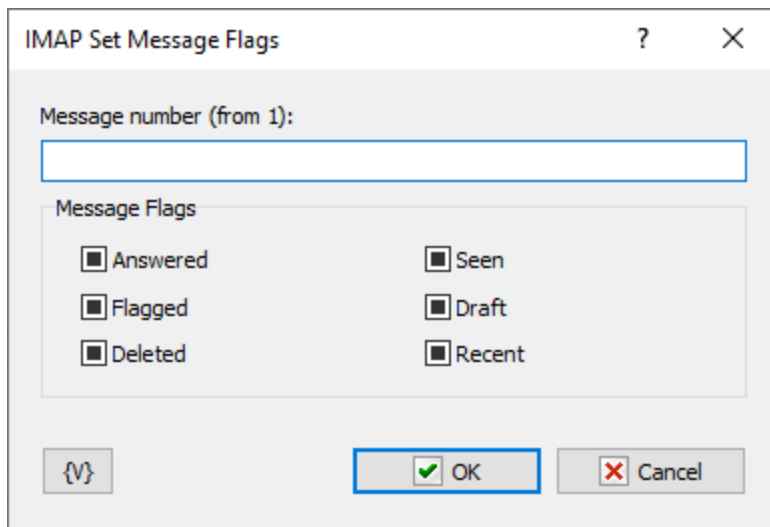 IMAP Set Message Flags ?
Message number (from 1):
Message Flags
Answered Seen
Flagged Draft
Deleted Recent
{V} OK Cancel